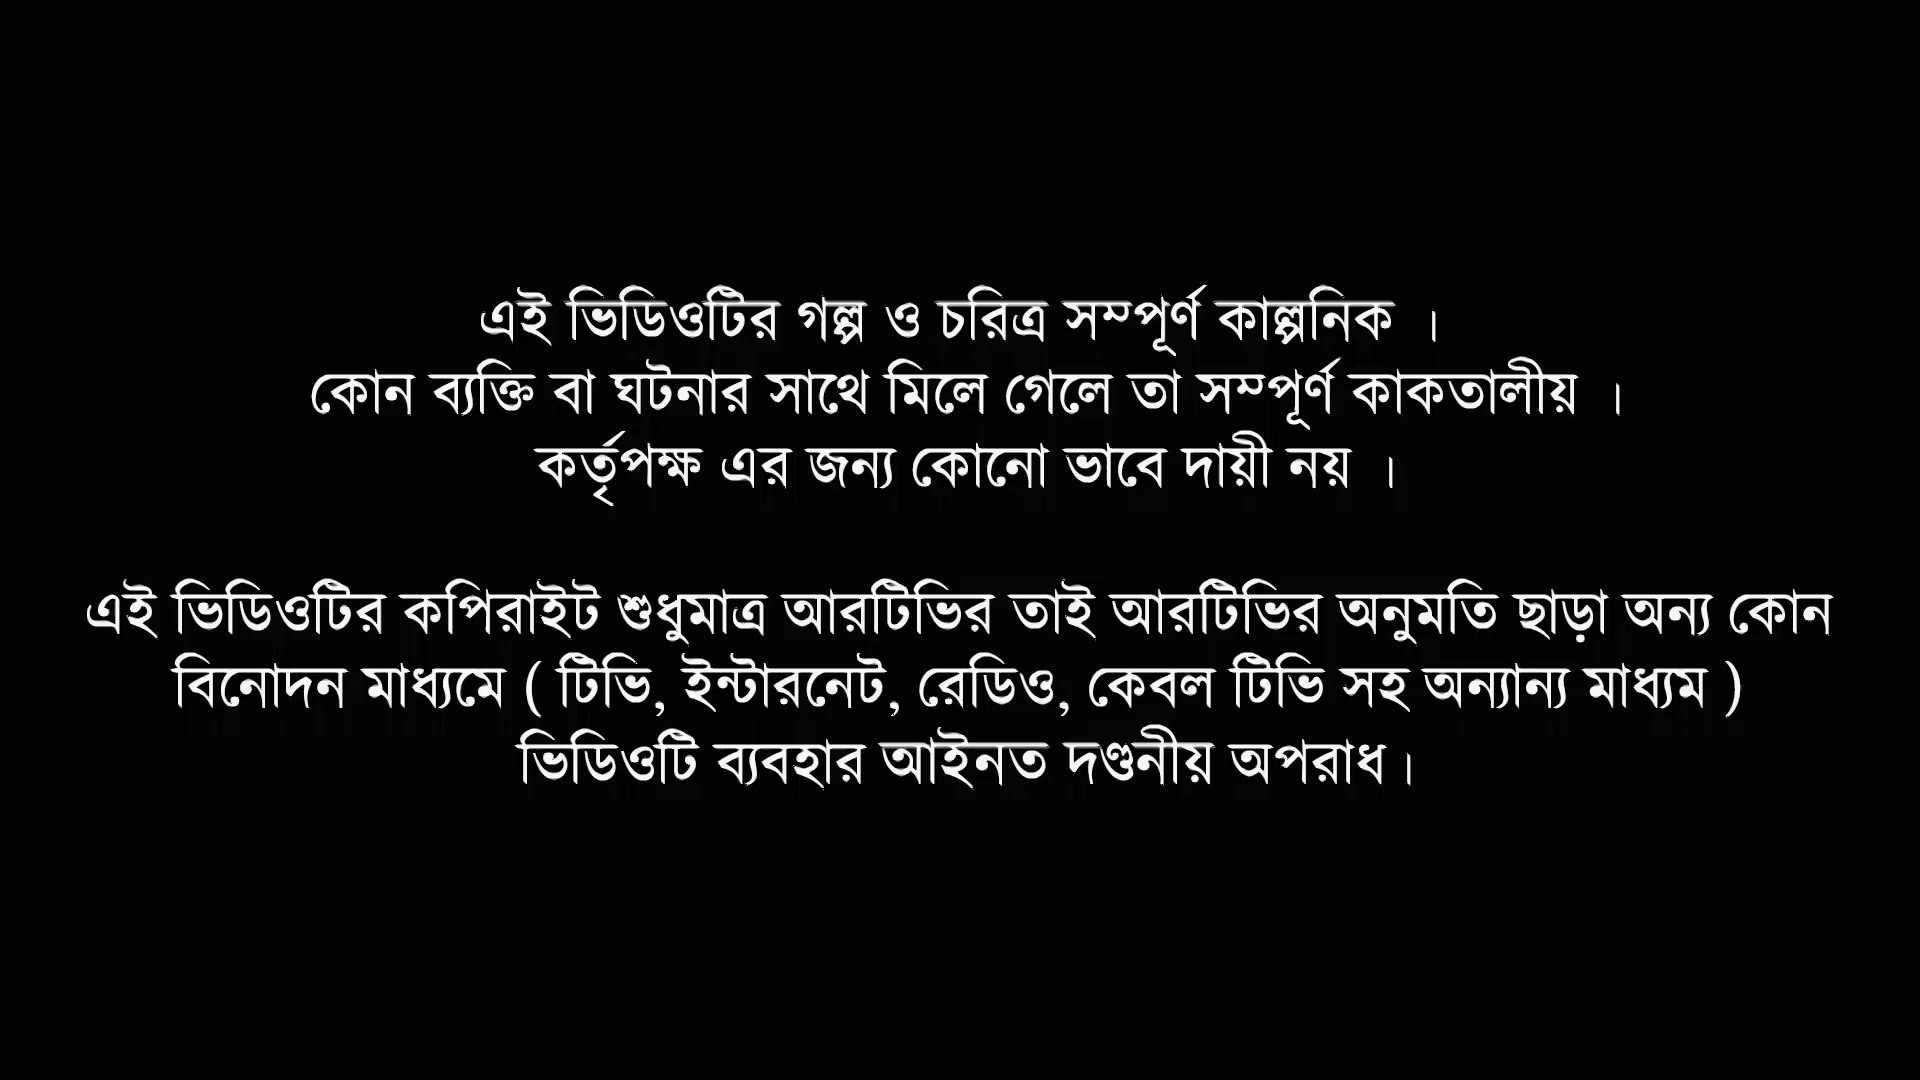 এই ভিডিওটির গল্প ও চরিত্র সম্পূর্ণ কাল্পনিক ।
কোন ব্যক্তি বা ঘটনার সাথে মিলে গেলে তা সম্পূর্ণ কাকতালীয় ।
কর্তৃপক্ষ এর জন্য কোনো ভাবে দায়ী নয় ।
এই ভিডিওটির কপিরাইট শুধুমাত্র আরটিভির তাই আরটিভির অনুমতি ছাড়া অন্য কোন
বিনোদন মাধ্যমে ( টিভি, ইন্টারনেট, রেডিও, কেবল টিভি সহ অন্যান্য মাধ্যম )
ভিডিওটি ব্যবহার আইনত দণ্ডনীয় অপরাধ।